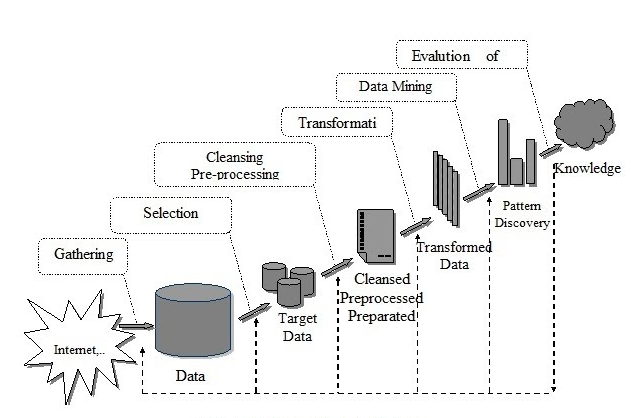 Evalution of
Data Mining
Transformati
Cleansing
Pre-processing
Selection
Gathering
Knowledge
Pattern
Discovery
Transformed
Data
Cleansed
Preprocessed
Preparated
Target
Data
Internet,..
Data